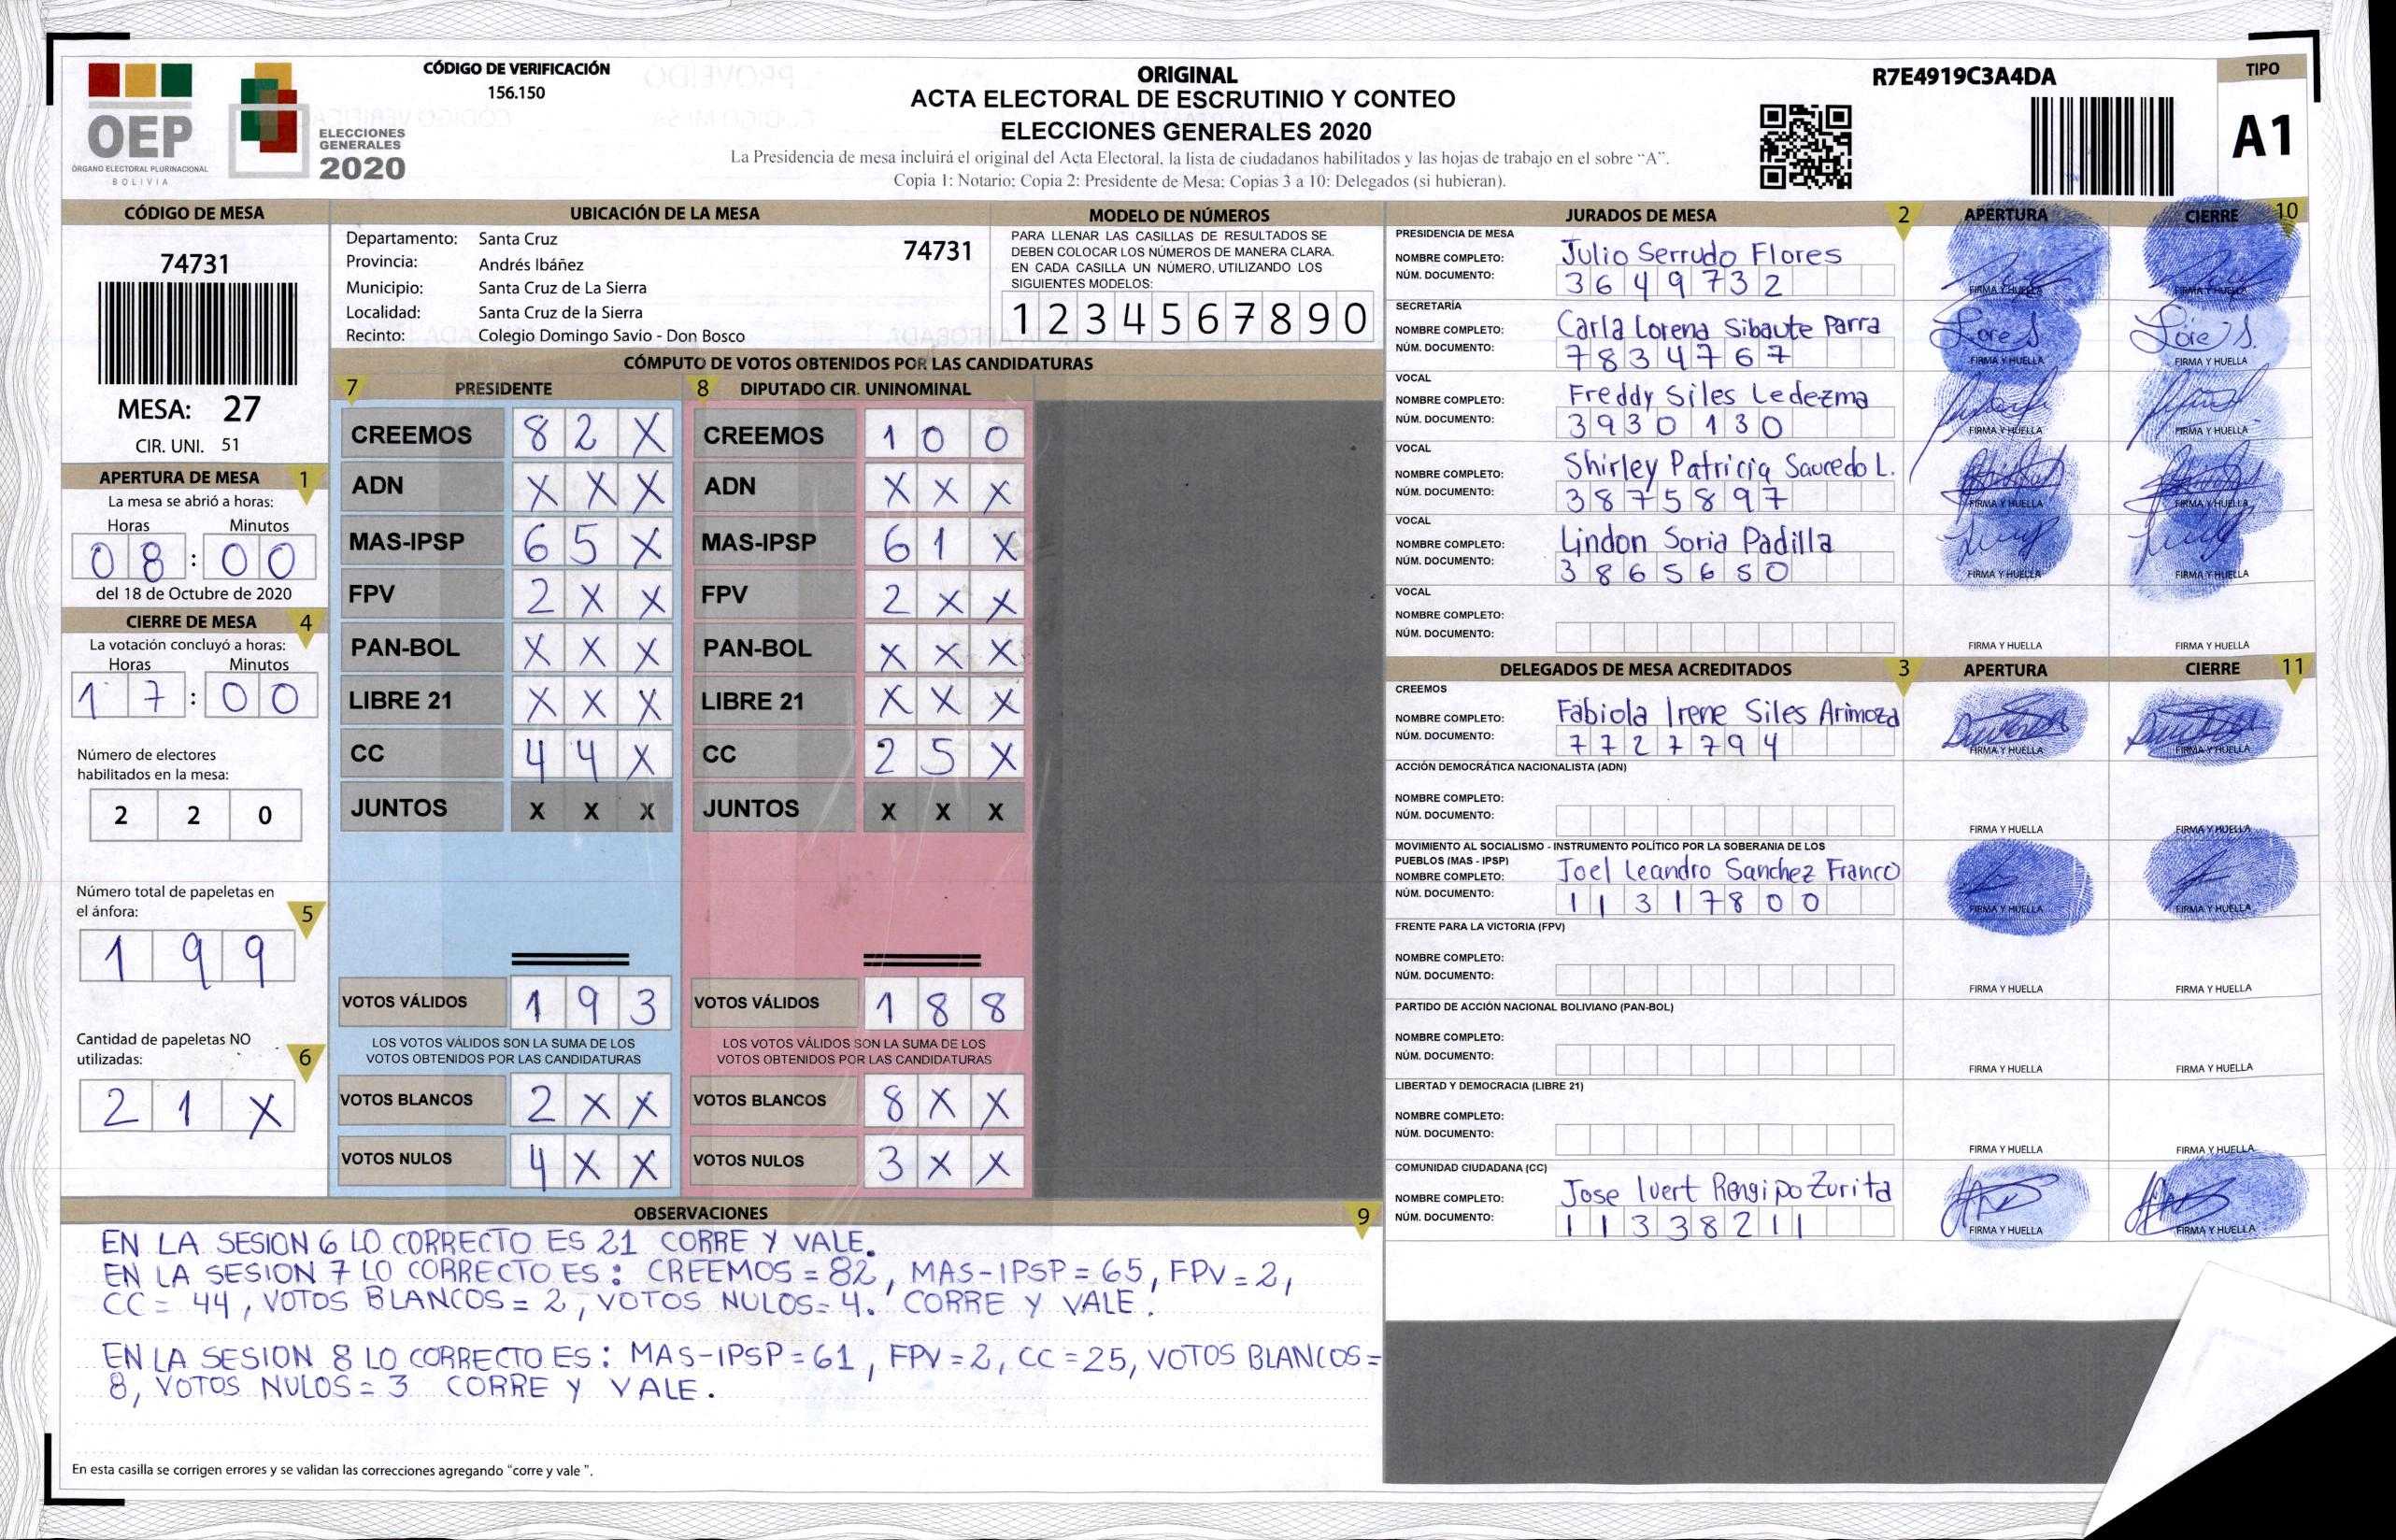 OEP
ÓRGANO ELECTORAL PLURINACIONAL
BOLIVIA
ELECCIONES
GENERALES
2020
CÓDIGO DE VERIFICACIÓN
156.150
ORIGINAL
ACTA ELECTORAL DE ESCRUTINIO Y CONTEO
ELECCIONES GENERALES 2020
La Presidencia de mesa incluirá el original del Acta Electoral, la lista de ciudadanos habilitados y las hojas de trabajo en el sobre "A".
Copia 1: Notario; Copia 2: Presidente de Mesa; Copias 3 a 10: Delegados (si hubieran).
R7E4919C3A4DA
TIPO
A1
CÓDIGO DE MESA
74731
MESA: 27
CIR. UNI. 51
APERTURA DE MESA 1
La mesa se abrió a horas:
Horas Minutos
08:00
del 18 de Octubre de 2020
CIERRE DE MESA 4
La votación concluyó a horas:
Horas Minutos
17:00
Número de electores
habilitados en la mesa:
2 2 0
Número total de papeletas en
el ánfora: 5
1 9 9
Cantidad de papeletas NO
utilizadas: 6
2 1 X
UBICACIÓN DE LA MESA
Departamento: Santa Cruz 74731
Provincia: Andrés Ibáñez
Municipio: Santa Cruz de La Sierra
Localidad: Santa Cruz de la Sierra
Recinto: Colegio Domingo Savio - Don Bosco
MODELO DE NÚMEROS
PARA LLENAR LAS CASILLAS DE RESULTADOS SE
DEBEN COLOCAR LOS NÚMEROS DE MANERA CLARA.
EN CADA CASILLA UN NÚMERO, UTILIZANDO LOS
SIGUIENTES MODELOS:
1 2 3 4 5 6 7 8 9 0
CÓMPUTO DE VOTOS OBTENIDOS POR LAS CANDIDATURAS
7 PRESIDENTE 8 DIPUTADO CIR. UNINOMINAL
CREEMOS 8 2 X CREEMOS 1 0 0
ADN X X X ADN X X X
MAS-IPSP 6 5 X MAS-IPSP 6 1 X
FPV 2 X X FPV 2 X X
PAN-BOL X X X PAN-BOL X X X
LIBRE 21 X X X LIBRE 21 X X X
CC 4 4 X CC 2 5 X
JUNTOS X X X JUNTOS X X X
VOTOS VÁLIDOS 1 9 3 VOTOS VÁLIDOS 1 8 8
LOS VOTOS VÁLIDOS SON LA SUMA DE LOS LOS VOTOS VÁLIDOS SON LA SUMA DE LOS
VOTOS OBTENIDOS POR LAS CANDIDATURAS VOTOS OBTENIDOS POR LAS CANDIDATURAS
VOTOS BLANCOS 2 X X VOTOS BLANCOS 8 X X
VOTOS NULOS 4 X X VOTOS NULOS 3 X X
OBSERVACIONES 9
EN LA SESION 6 LO CORRECTO ES 21 CORRE Y VALE.
EN LA SESION 7 LO CORRECTO ES: CREEMOS = 82, MAS-IPSP = 65, FPV = 2,
CC = 44, VOTOS BLANCOS = 2, VOTOS NULOS = 4. CORRE Y VALE.
EN LA SESION 8 LO CORRECTO ES: MAS-IPSP = 61, FPV = 2, CC = 25, VOTOS BLANCOS =
8, VOTOS NULOS = 3 CORRE Y VALE.
En esta casilla se corrigen errores y se validan las correcciones agregando "corre y vale ".
JURADOS DE MESA 2 APERTURA CIERRE 10
PRESIDENCIA DE MESA
NOMBRE COMPLETO: Julio Serrudo Flores
NÚM. DOCUMENTO: 3649732 FIRMA Y HUELLA FIRMA Y HUELLA
SECRETARÍA
NOMBRE COMPLETO: Carla Lorena Sibaute Parra
NÚM. DOCUMENTO: 7834767 FIRMA Y HUELLA FIRMA Y HUELLA
VOCAL
NOMBRE COMPLETO: Freddy Siles Ledezma
NÚM. DOCUMENTO: 3930130 FIRMA Y HUELLA FIRMA Y HUELLA
VOCAL
NOMBRE COMPLETO: Shirley Patricia Saucedo L.
NÚM. DOCUMENTO: 3875897 FIRMA Y HUELLA FIRMA Y HUELLA
VOCAL
NOMBRE COMPLETO: Lindon Soria Padilla
NÚM. DOCUMENTO: FIRMA Y HUELLA FIRMA Y HUELLA
VOCAL
NOMBRE COMPLETO:
NÚM. DOCUMENTO: FIRMA Y HUELLA FIRMA Y HUELLA
DELEGADOS DE MESA ACREDITADOS 3 APERTURA CIERRE 11
CREEMOS
NOMBRE COMPLETO: Fabiola Irene Siles Arimoza
NÚM. DOCUMENTO: 7727794 FIRMA Y HUELLA FIRMA Y HUELLA
ACCIÓN DEMOCRÁTICA NACIONALISTA (ADN)
NOMBRE COMPLETO:
NÚM. DOCUMENTO: FIRMA Y HUELLA FIRMA Y HUELLA
MOVIMIENTO AL SOCIALISMO - INSTRUMENTO POLÍTICO POR LA SOBERANIA DE LOS
PUEBLOS (MAS - IPSP)
NOMBRE COMPLETO: Joel Leandro Sanchez Franco
NÚM. DOCUMENTO: 11317800 FIRMA Y HUELLA FIRMA Y HUELLA
FRENTE PARA LA VICTORIA (FPV)
NOMBRE COMPLETO:
NÚM. DOCUMENTO: FIRMA Y HUELLA FIRMA Y HUELLA
PARTIDO DE ACCIÓN NACIONAL BOLIVIANO (PAN-BOL)
NOMBRE COMPLETO:
NÚM. DOCUMENTO: FIRMA Y HUELLA FIRMA Y HUELLA
LIBERTAD Y DEMOCRACIA (LIBRE 21)
NOMBRE COMPLETO:
NÚM. DOCUMENTO: FIRMA Y HUELLA FIRMA Y HUELLA
COMUNIDAD CIUDADANA (CC)
NOMBRE COMPLETO: Jose Ivert Zurita
NÚM. DOCUMENTO: 11338211 FIRMA Y HUELLA FIRMA Y HUELLA